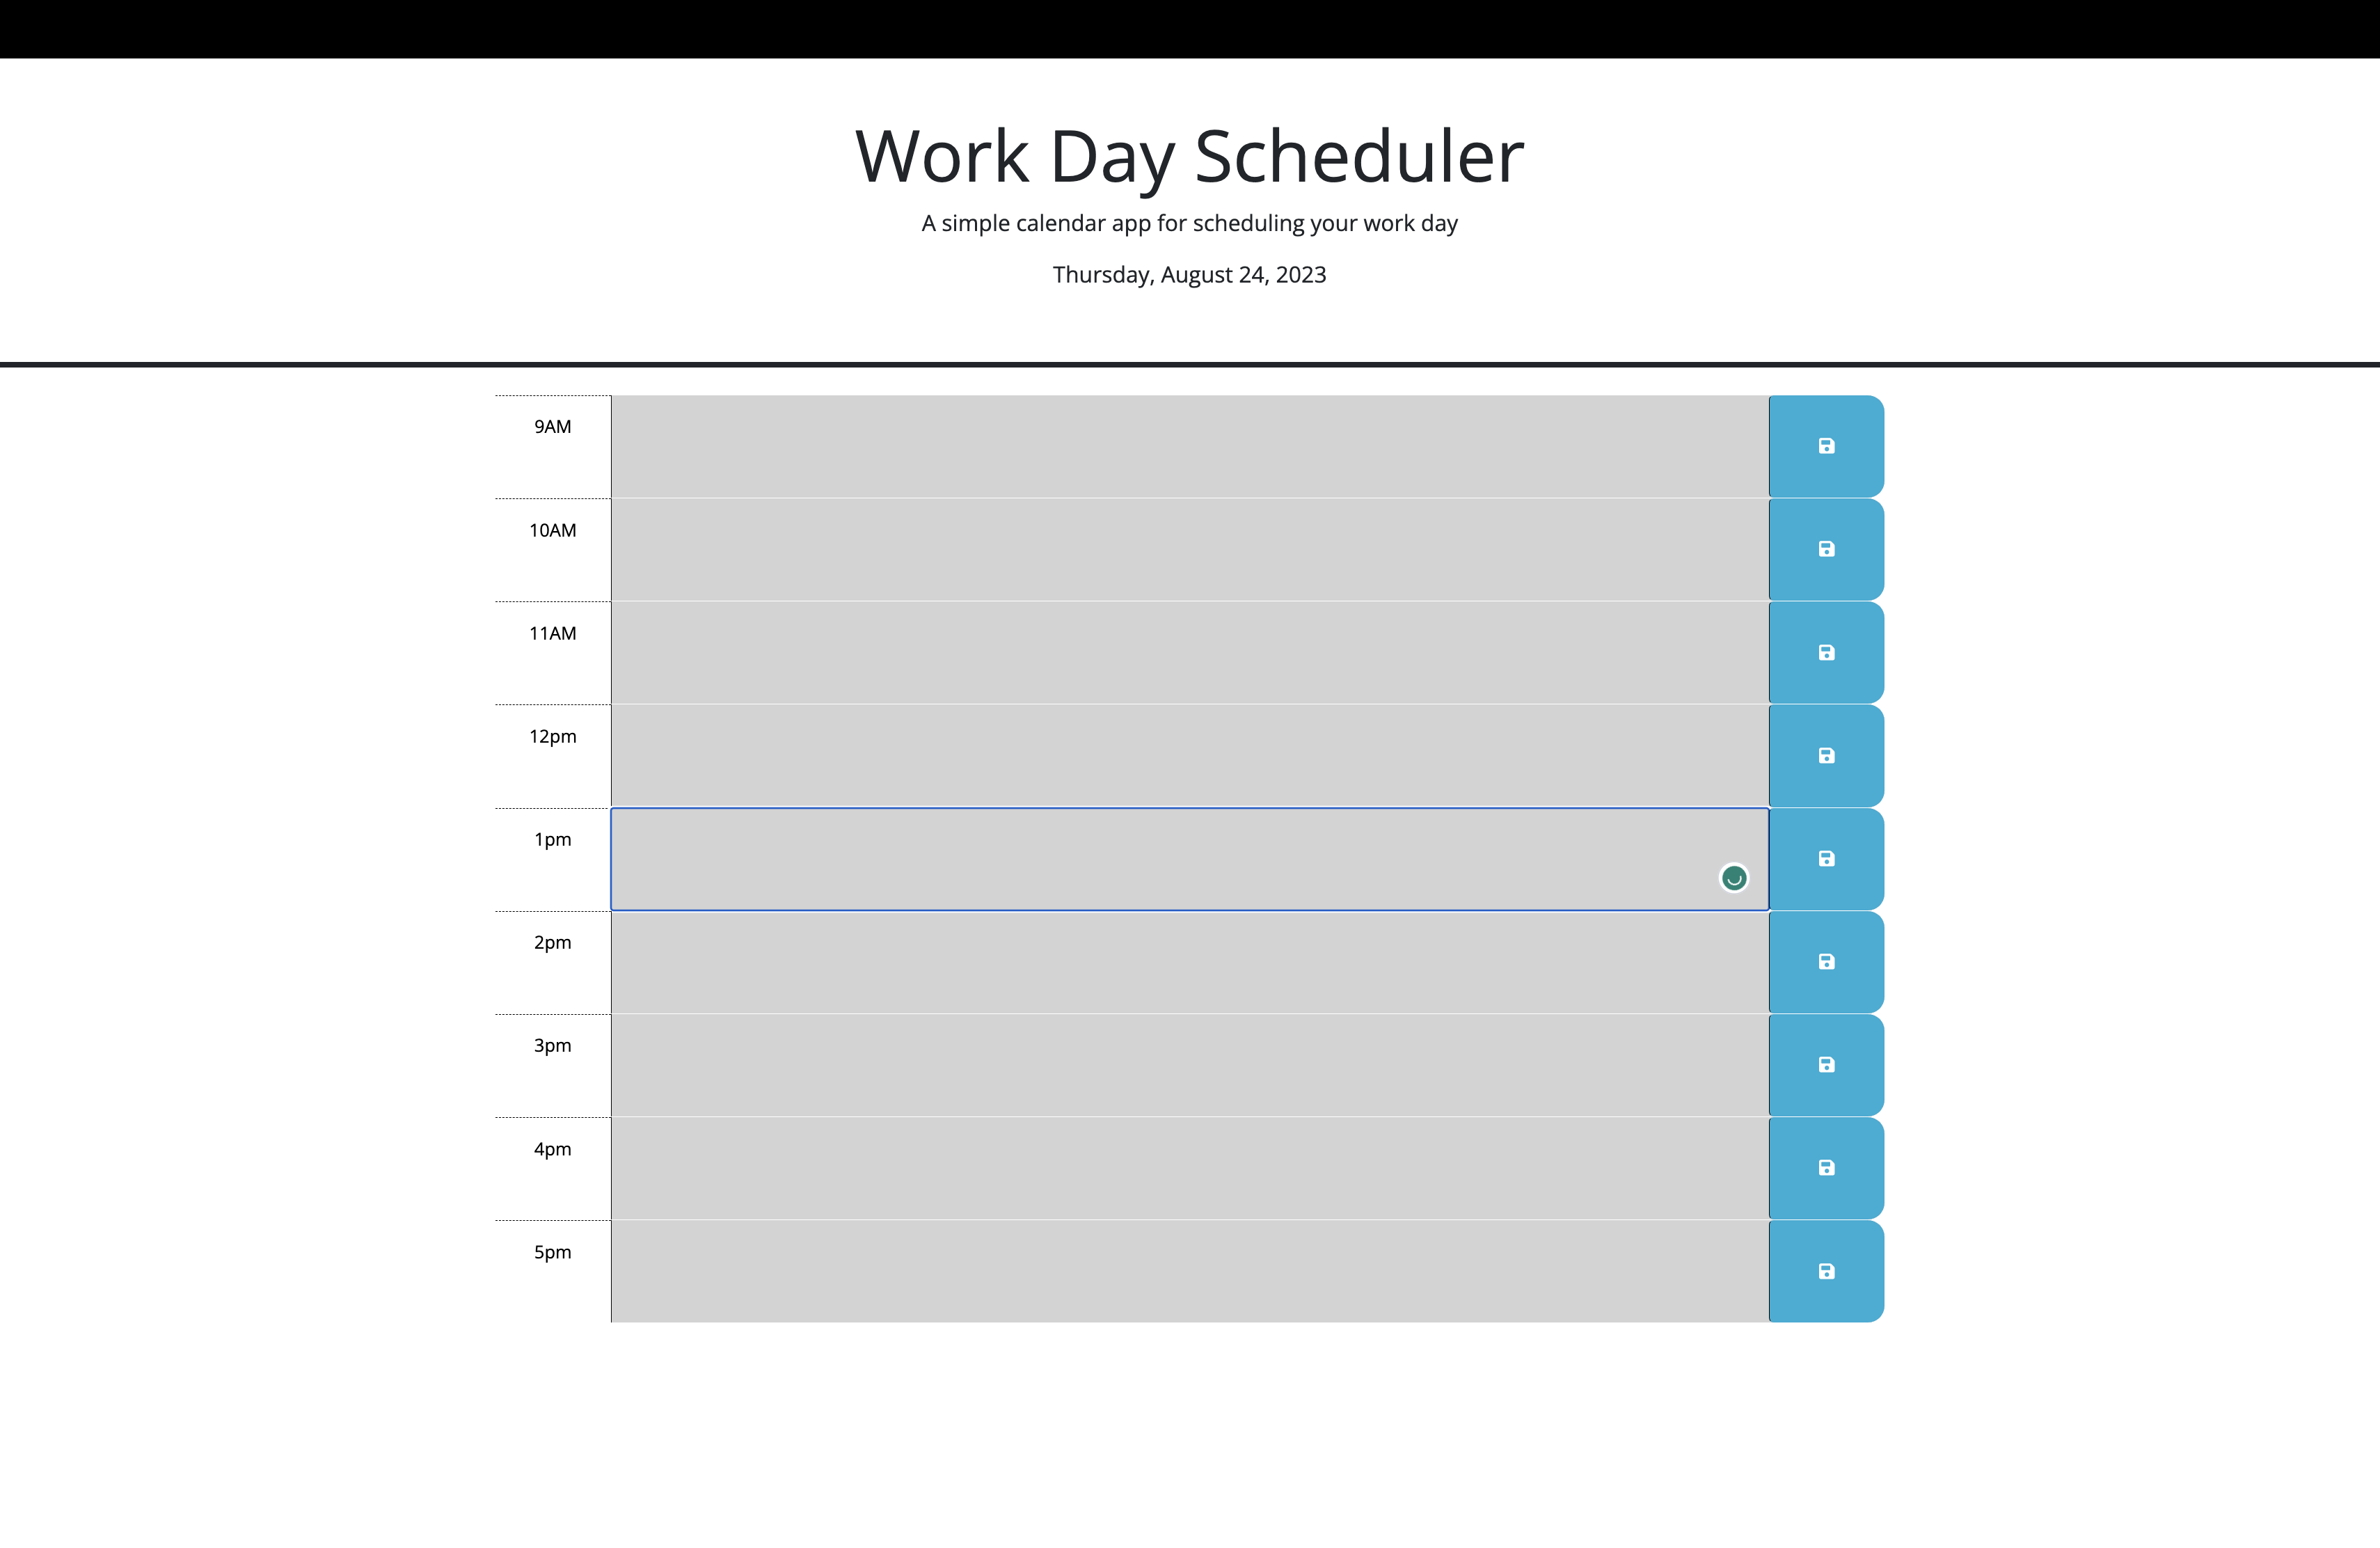 Work Day Scheduler
A simple calendar app for scheduling your work day
Thursday, August 24, 2023
9AM
10AM
11AM
12pm
1pm
2pm
3pm
4pm
5pm